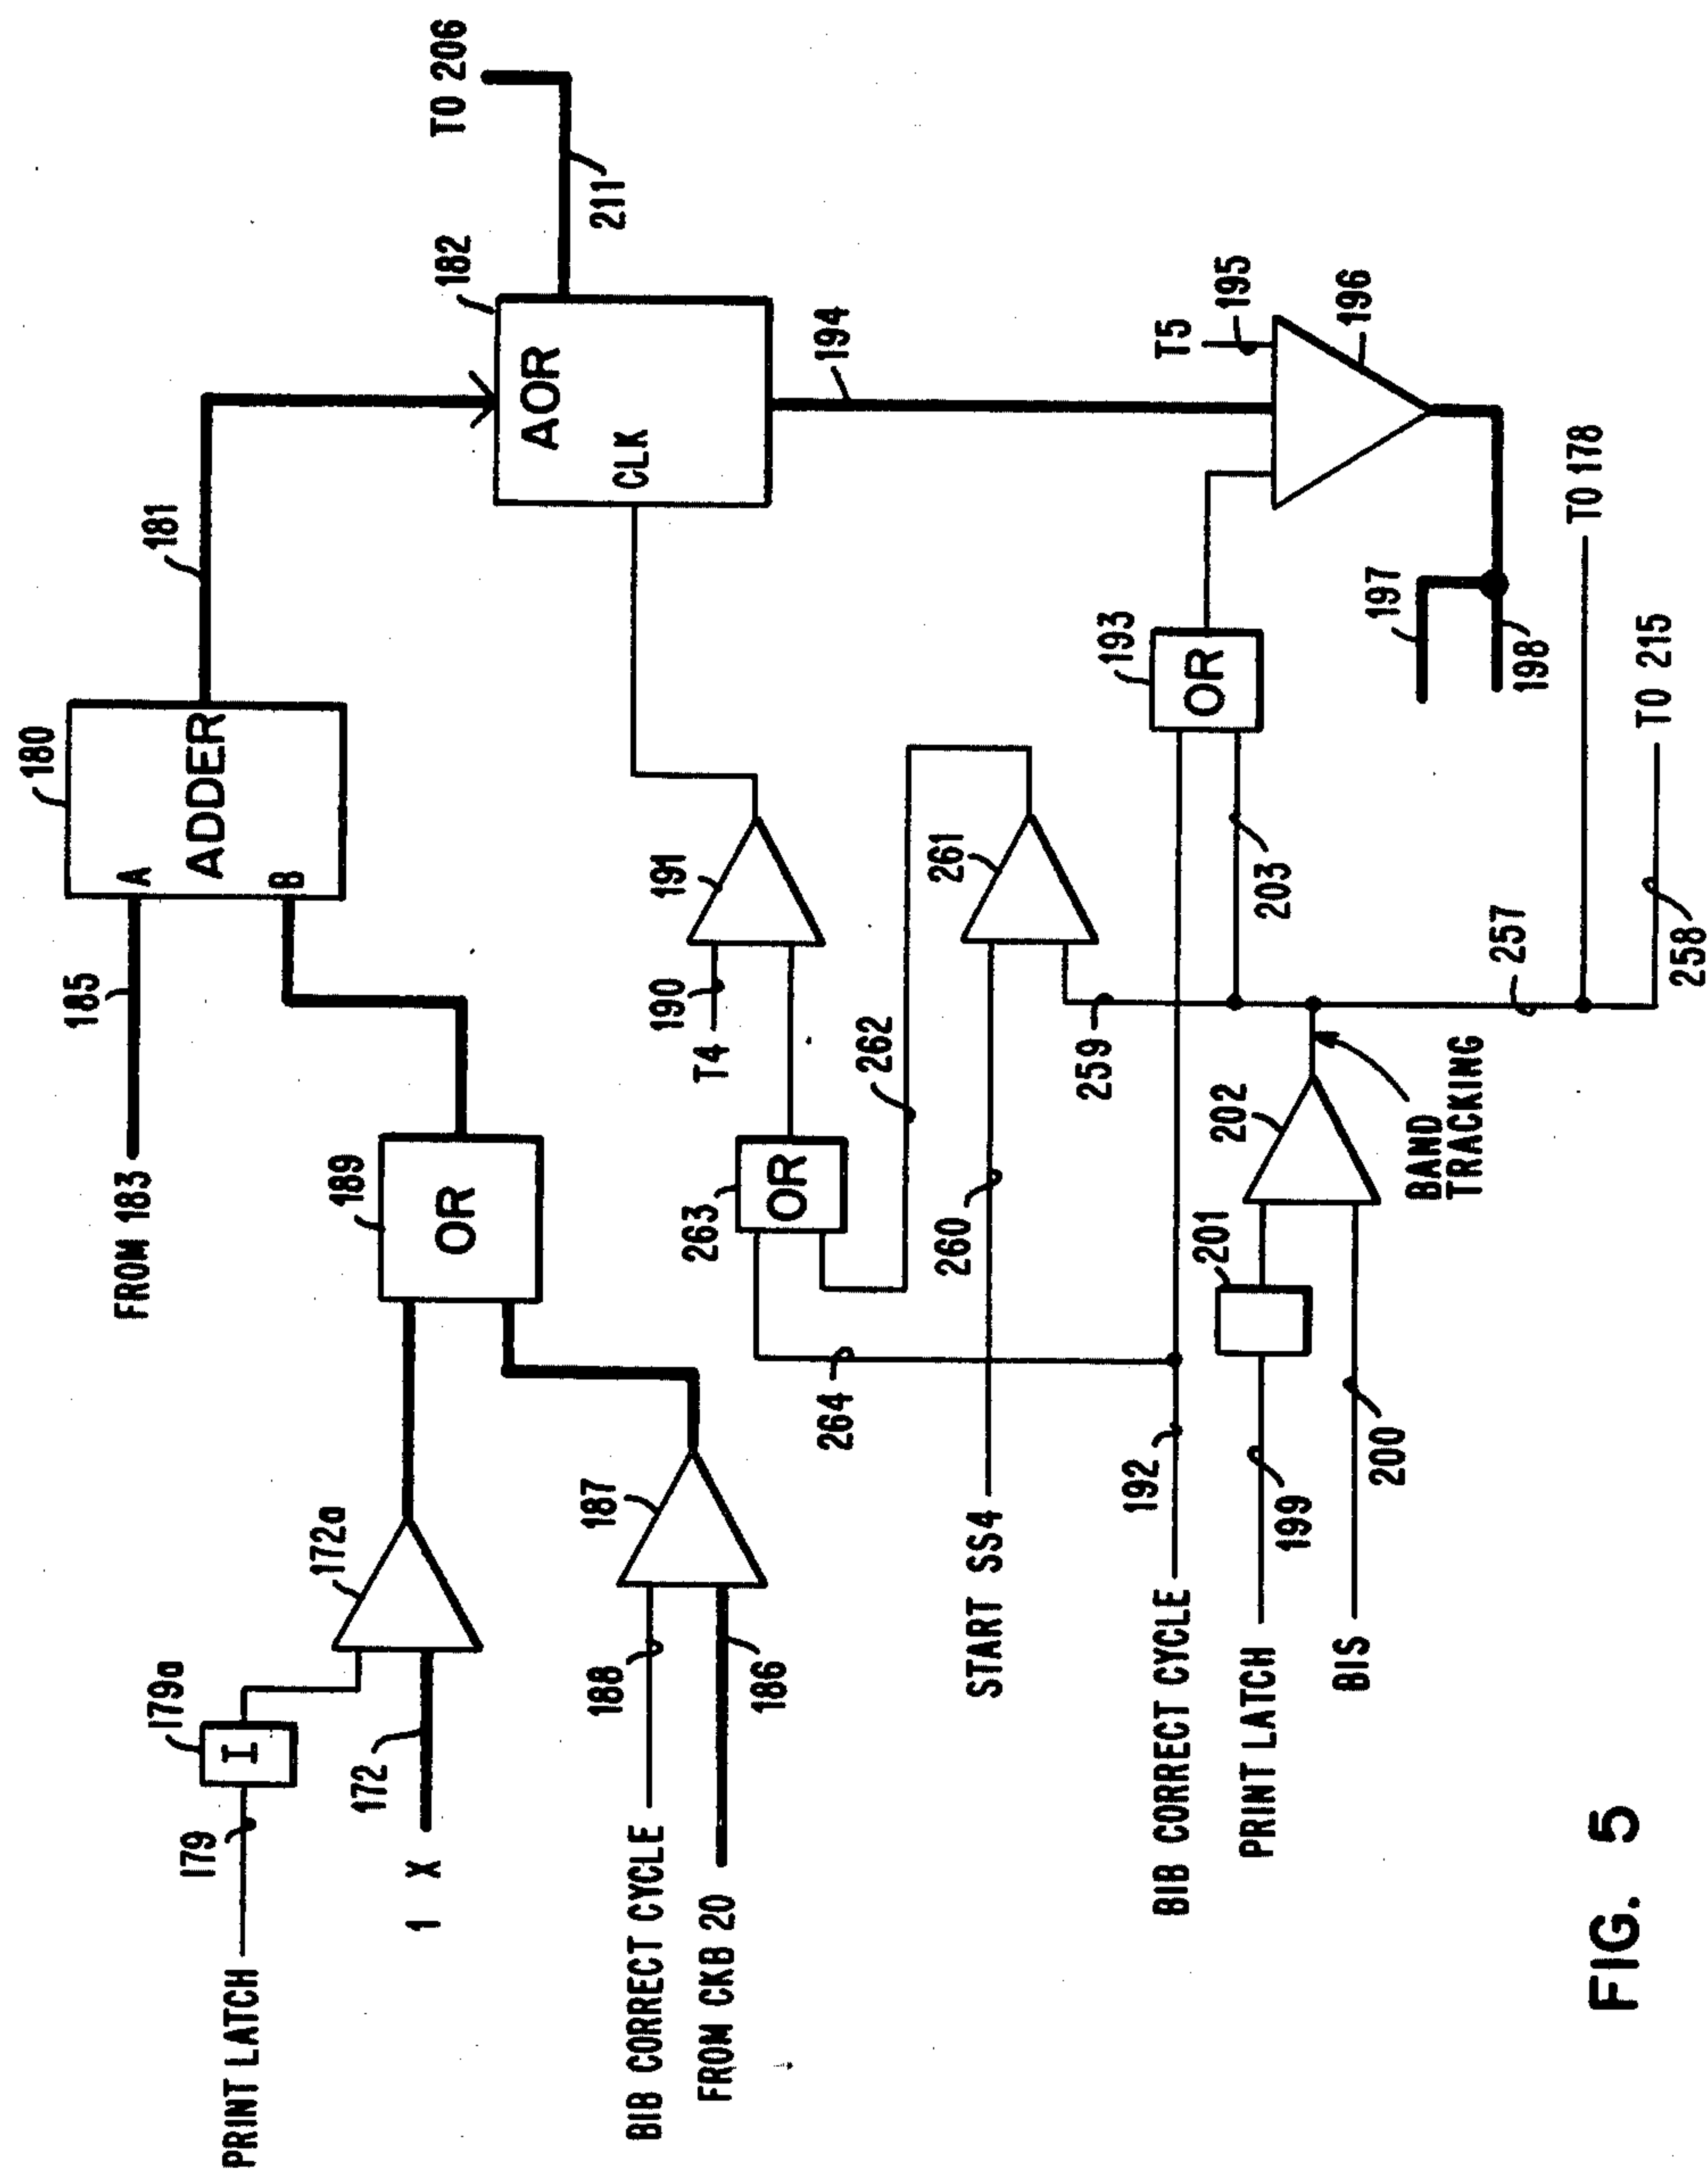 TO 206
211
182
AOR
CLK
181
180
A
ADDER
B
185
FROM 183
189
OR
172a
179a
I
179
PRINT LATCH
172
1 X
187
188
BIB CORRECT CYCLE
186
FROM CKB 20
194
T5
195
196
197
198
193
OR
191
190
T4
261
262
263
OR
264
260
START SS4
259
203
192
BIB CORRECT CYCLE
202
201
199
PRINT LATCH
200
BIS
BAND
TRACKING
257
TO 178
TO 215
258
FIG. 5